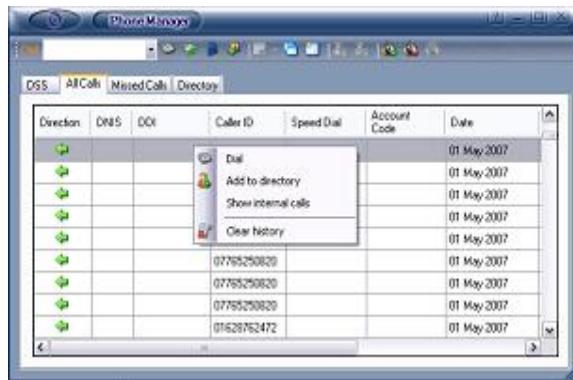 Phone Manager
DSS All Calls Missed Calls Directory
Direction DNIS DDI Caller ID Speed Dial Account Code Date
01 May 2007
Dial
01 May 2007
Add to directory
01 May 2007
Show internal calls
01 May 2007
Clear history
01 May 2007
07765250820 01 May 2007
07765250820 01 May 2007
07765250820 01 May 2007
01628762472 01 May 2007